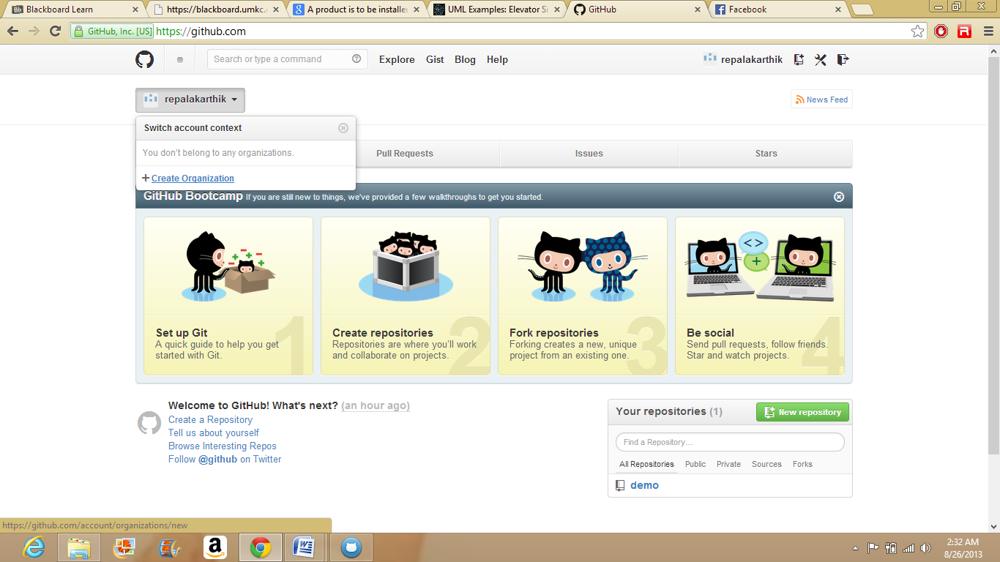 Blackboard Learn
https://blackboard.umkc.
A product is to be installe
UML Examples: Elevator Si
GitHub
Facebook
GitHub, Inc. [US] https://github.com
Search or type a command
Explore Gist Blog Help
repalakarthik
repalakarthik
News Feed
Switch account context
You don't belong to any organizations.
Create Organization
Pull Requests
Issues
Stars
GitHub Bootcamp If you are still new to things, we've provided a few walkthroughs to get you started.
1
Set up Git
A quick guide to help you get
started with Git.
2
Create repositories
Repositories are where you'll work
and collaborate on projects.
3
Fork repositories
Forking creates a new, unique
project from an existing one.
4
Be social
Send pull requests, follow friends.
Star and watch projects.
Welcome to GitHub! What's next? (an hour ago)
Create a Repository
Tell us about yourself
Browse Interesting Repos
Follow @github on Twitter
Your repositories (1)
New repository
Find a Repository...
All Repositories Public Private Sources Forks
demo
https://github.com/account/organizations/new
2:32 AM
8/26/2013